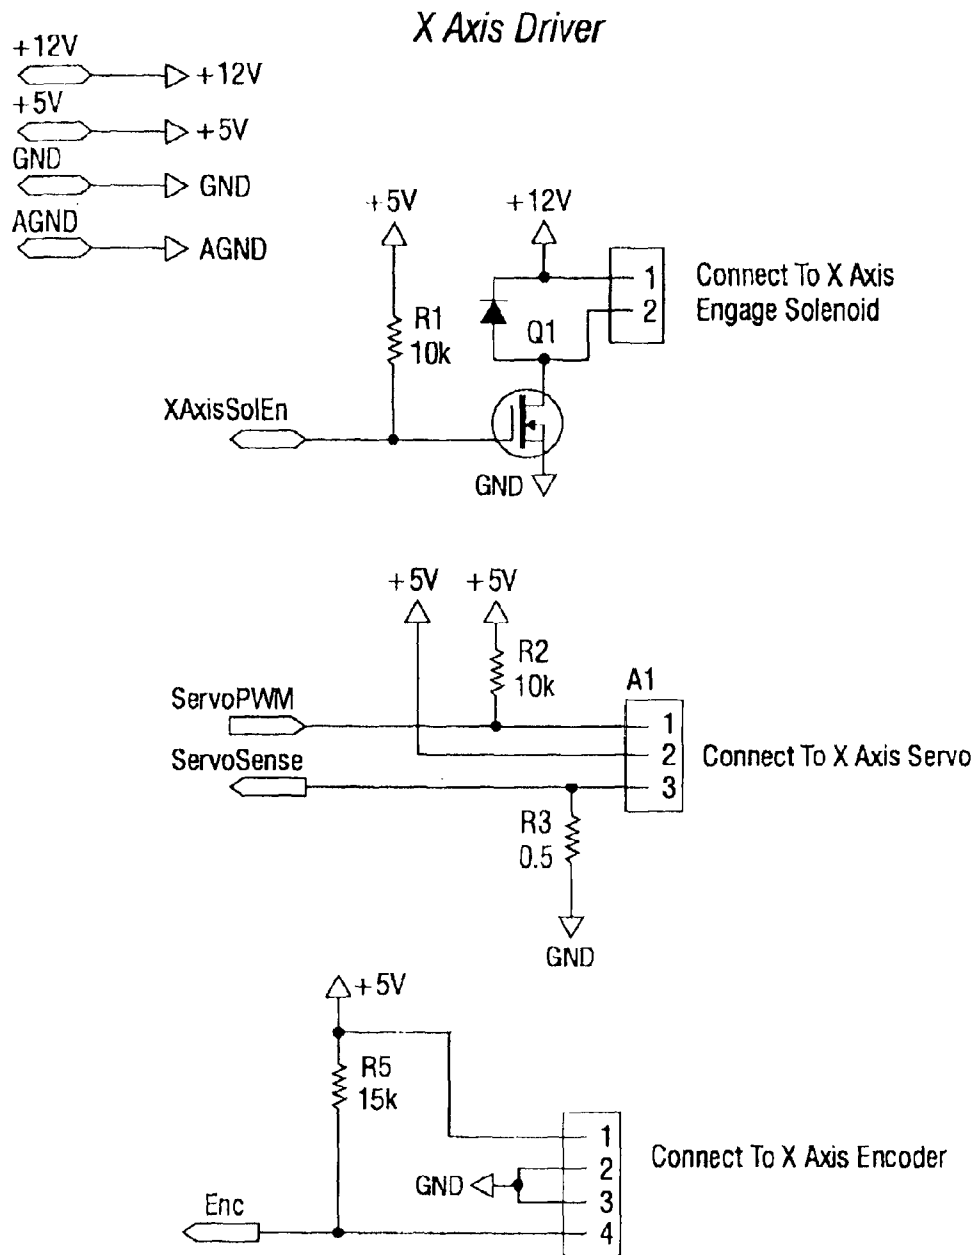 X Axis Driver
+12V
+12V
+5V
+5V
GND
GND
AGND
AGND
+5V
+12V
R1
10k
Q1
1
2
Connect To X Axis
Engage Solenoid
XAxisSolEn
GND
+5V
+5V
R2
10k
A1
ServoPWM
1
ServoSense
2
Connect To X Axis Servo
3
R3
0.5
GND
+5V
R5
15k
1
2
Connect To X Axis Encoder
GND
3
Enc
4